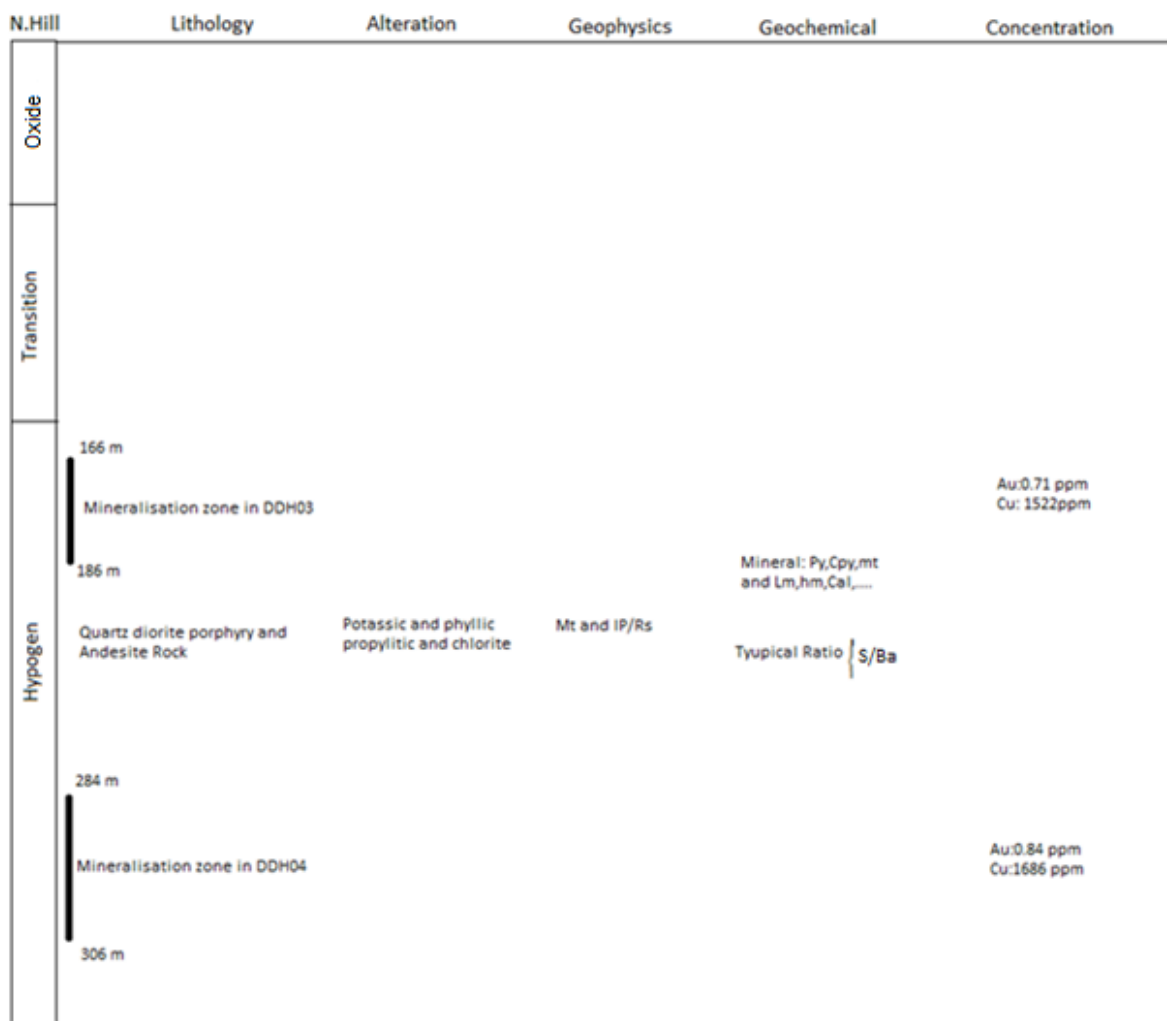 N.Hill Lithology Alteration Geophysics Geochemical Concentration
Oxide
Transition
Hypogen
166 m
Mineralisation zone in DDH03
Au:0.71 ppm
Cu: 1522ppm
186 m
Mineral: Py,Cpy,mt
and Lm,hm,Cal,....
Quartz diorite porphyry and
Andesite Rock
Potassic and phyllic
propylitic and chlorite
Mt and IP/Rs
Tyupical Ratio { S/Ba
284 m
Mineralisation zone in DDH04
Au:0.84 ppm
Cu:1686 ppm
306 m